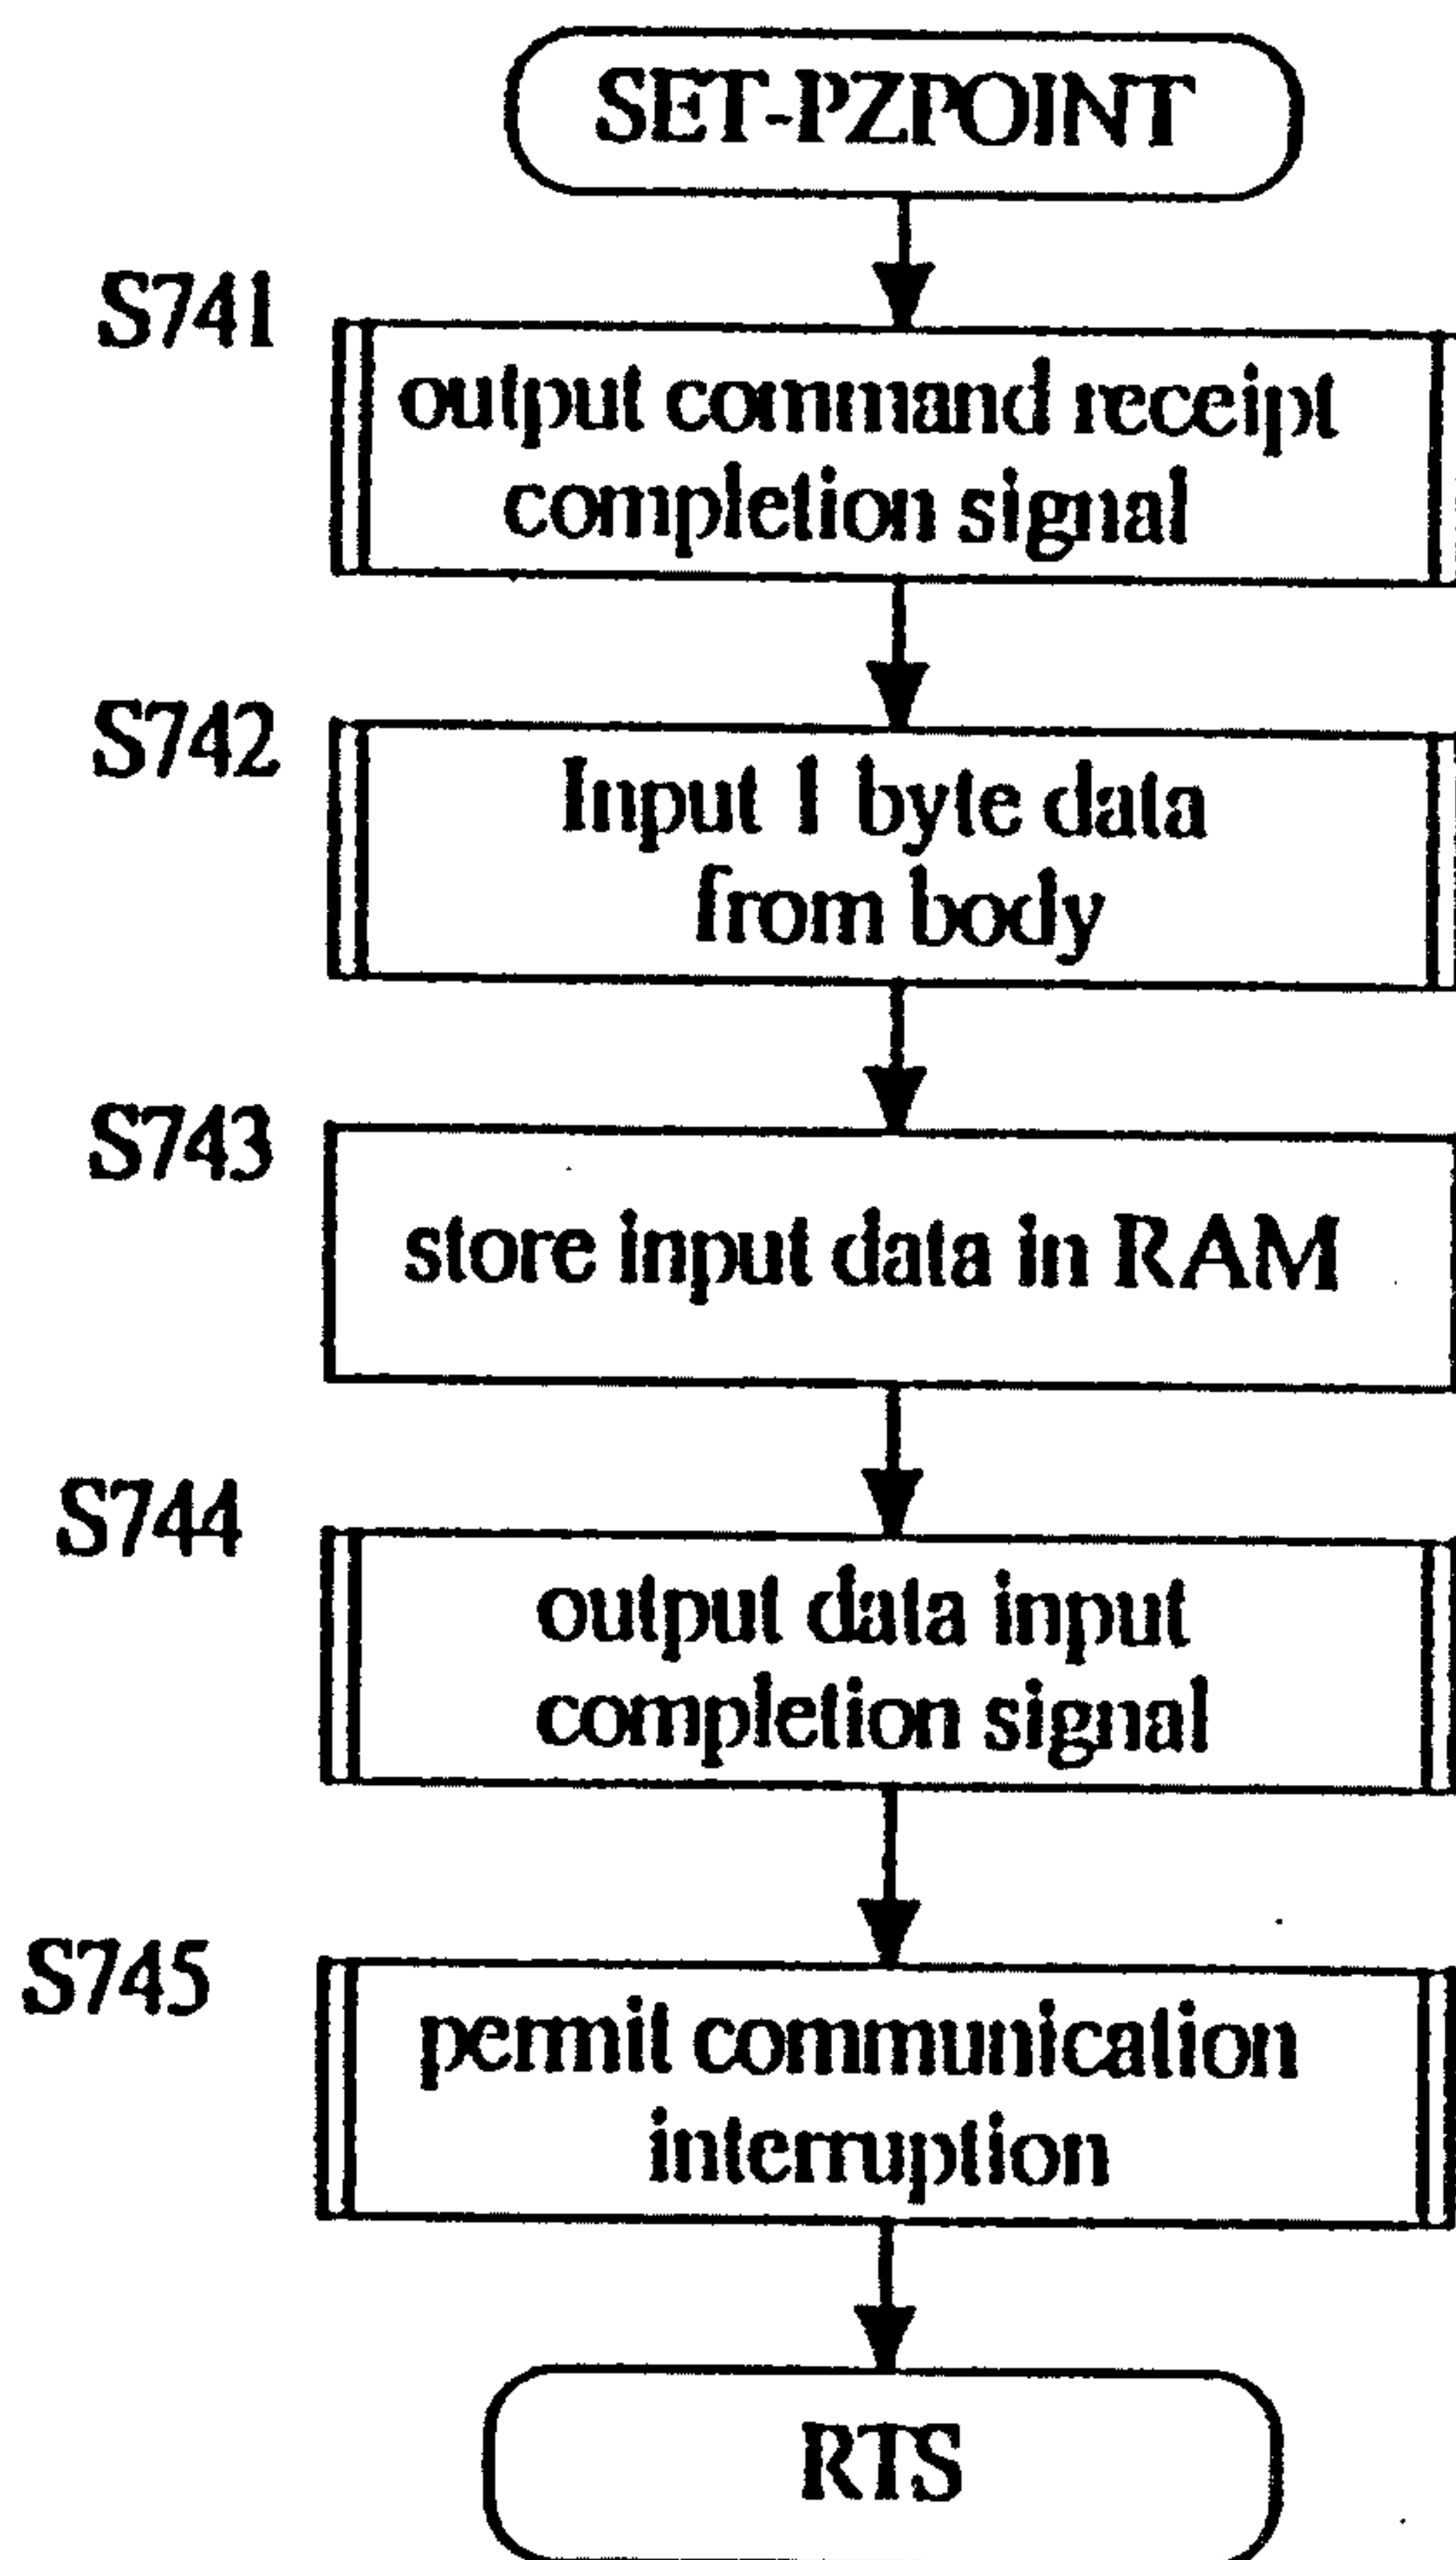 SET-PZPOINT
S741
output command receipt
completion signal
S742
Input 1 byte data
from body
S743
store input data in RAM
S744
output data input
completion signal
S745
permit communication
interruption
RTS